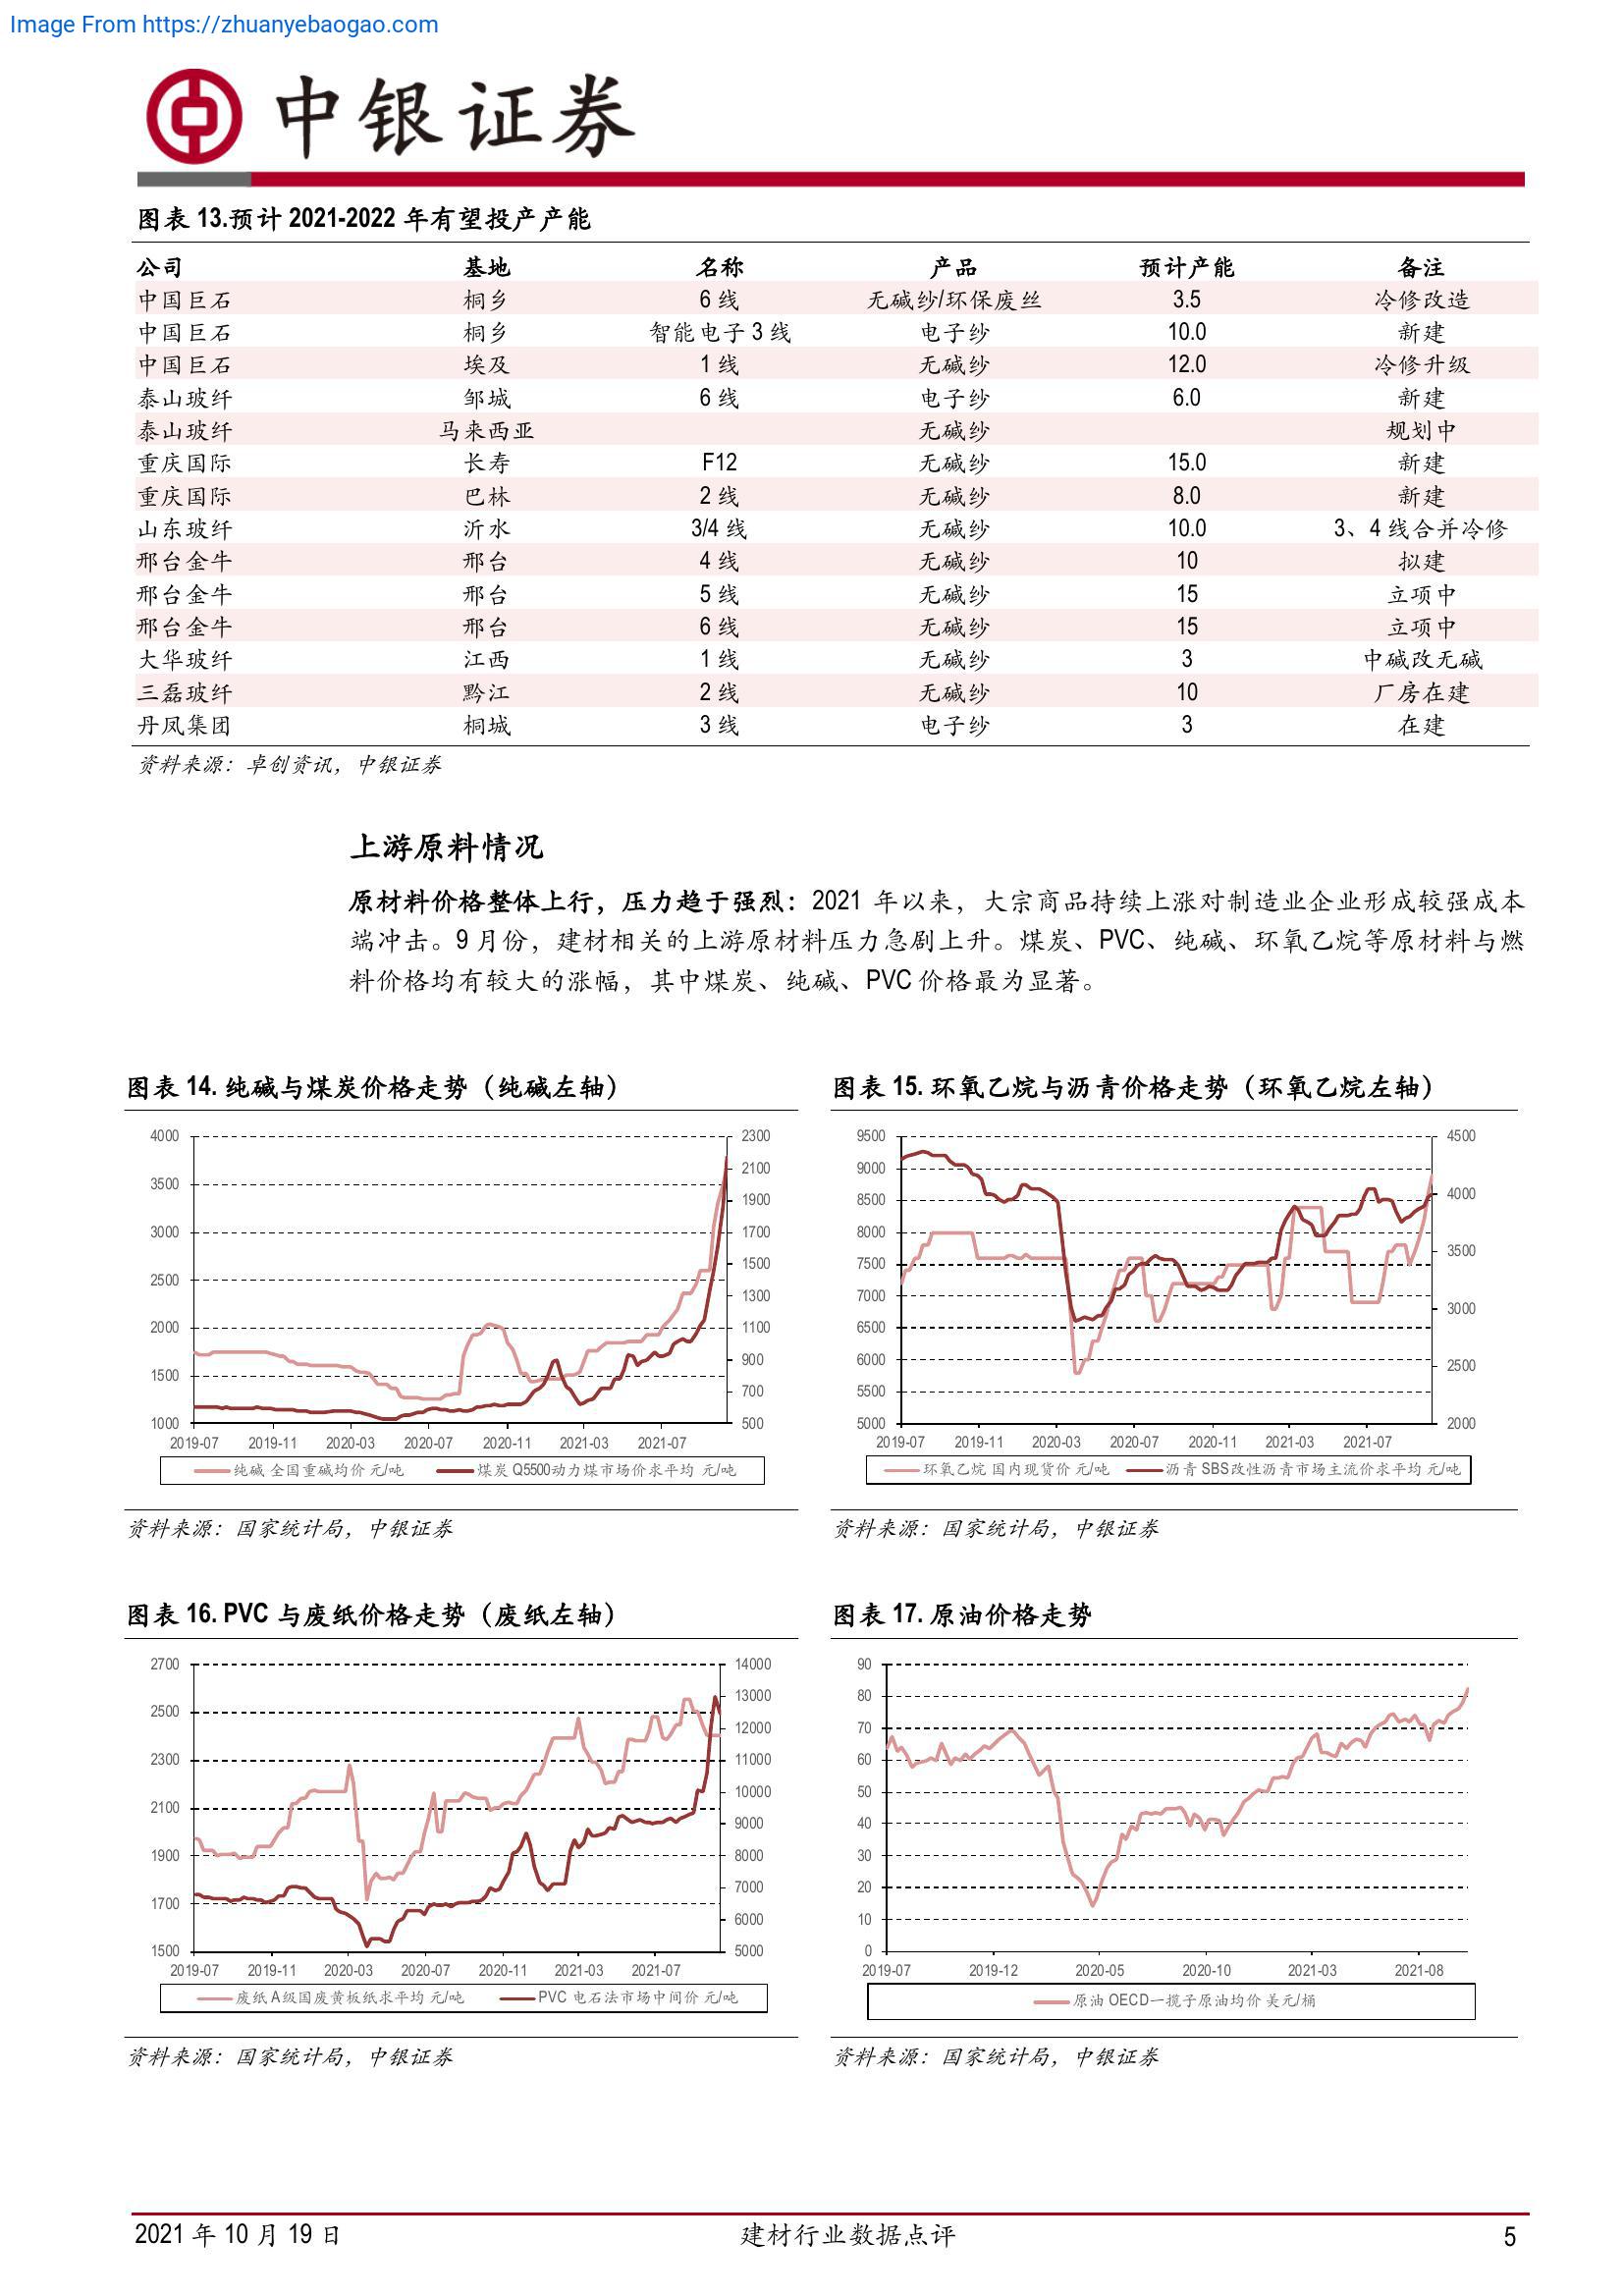 Image From https://zhuanyebaogao.com
中银证券
图表 13.预计 2021-2022 年有望投产产能
公司 基地 名称 产品 预计产能 备注
中国巨石 桐乡 6 线 无碱纱/环保废丝 3.5 冷修改造
中国巨石 桐乡 智能电子 3 线 电子纱 10.0 新建
中国巨石 埃及 1 线 无碱纱 12.0 冷修升级
泰山玻纤 邹城 6 线 电子纱 6.0 新建
泰山玻纤 马来西亚 无碱纱 规划中
重庆国际 长寿 F12 无碱纱 15.0 新建
重庆国际 巴林 2 线 无碱纱 8.0 新建
山东玻纤 沂水 3/4 线 无碱纱 10.0 3、4 线合并冷修
邢台金牛 邢台 4 线 无碱纱 10 拟建
邢台金牛 邢台 5 线 无碱纱 15 立项中
邢台金牛 邢台 6 线 无碱纱 15 立项中
大华玻纤 江西 1 线 无碱纱 3 中碱改无碱
三磊玻纤 黔江 2 线 无碱纱 10 厂房在建
丹凤集团 桐城 3 线 电子纱 3 在建
资料来源：卓创资讯，中银证券
上游原料情况
原材料价格整体上行，压力趋于强烈：2021 年以来，大宗商品持续上涨对制造业企业形成较强成本
端冲击。9 月份，建材相关的上游原材料压力急剧上升。煤炭、PVC、纯碱、环氧乙烷等原材料与燃
料价格均有较大的涨幅，其中煤炭、纯碱、PVC 价格最为显著。
图表 14. 纯碱与煤炭价格走势（纯碱左轴）
4000 2300
2100
3500
1900
3000 1700
1500
2500
1300
2000 1100
900
1500
700
1000 500
2019-07 2019-11 2020-03 2020-07 2020-11 2021-03 2021-07
纯碱 全国重碱均价 元/吨 煤炭 Q5500动力煤市场价求平均 元/吨
资料来源：国家统计局，中银证券
图表 15. 环氧乙烷与沥青价格走势（环氧乙烷左轴）
9500 4500
9000
8500 4000
8000
7500 3500
7000
6500 3000
6000 2500
5500
5000 2000
2019-07 2019-11 2020-03 2020-07 2020-11 2021-03 2021-07
环氧乙烷 国内现货价 元/吨 沥青 SBS改性沥青市场主流价求平均 元/吨
资料来源：国家统计局，中银证券
图表 16. PVC 与废纸价格走势（废纸左轴）
2700 14000
13000
2500
12000
2300 11000
10000
2100
9000
1900 8000
7000
1700
6000
1500 5000
2019-07 2019-11 2020-03 2020-07 2020-11 2021-03 2021-07
废纸 A级国废黄板纸求平均 元/吨 PVC 电石法市场中间价 元/吨
资料来源：国家统计局，中银证券
图表 17. 原油价格走势
90
80
70
60
50
40
30
20
10
0
2019-07 2019-12 2020-05 2020-10 2021-03 2021-08
原油 OECD一揽子原油均价 美元/桶
资料来源：国家统计局，中银证券
2021 年 10 月 19 日 建材行业数据点评 5